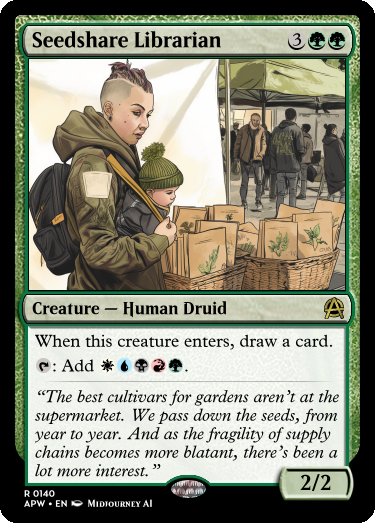 Seedshare Librarian 3
Creature — Human Druid
When this creature enters, draw a card.
: Add .
“The best cultivars for gardens aren’t at the
supermarket. We pass down the seeds, from
year to year. And as the fragility of supply
chains becomes more blatant, there’s been a
lot more interest.”
2/2
R 0140
APW • EN Midjourney AI